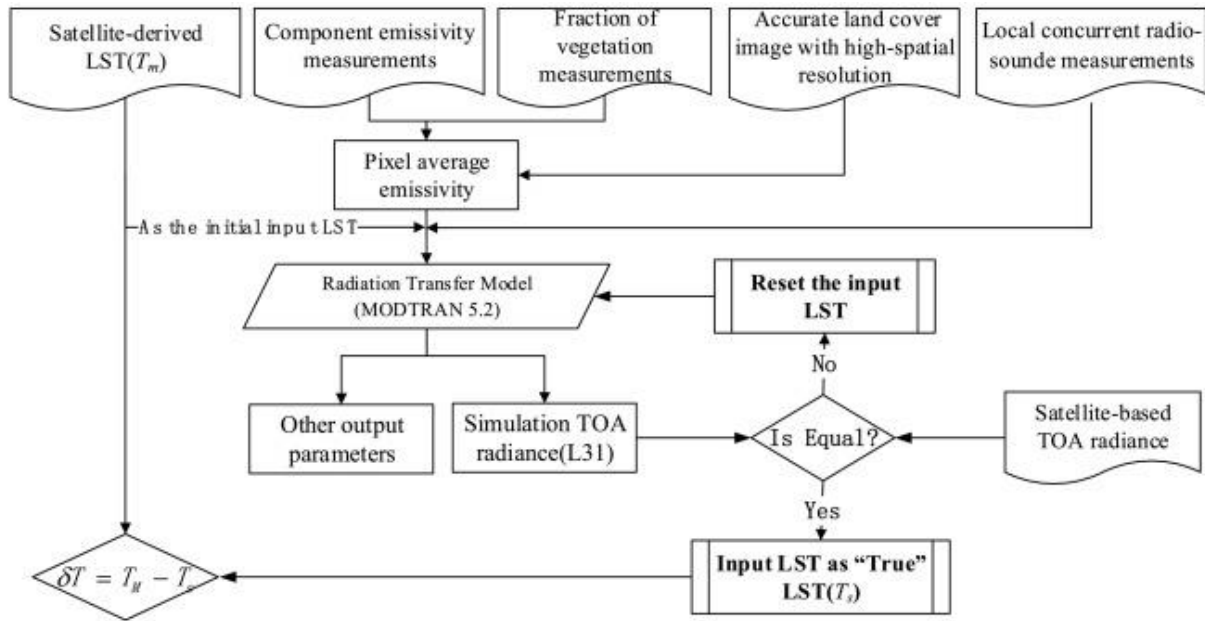 Satellite-derived
LST(Tm)
Component emissivity
measurements
Fraction of
vegetation
measurements
Accurate land cover
image with high-spatial
resolution
Local concurrent radio-
sounde measurements
Pixel average
emissivity
As the initial input LST
Radiation Transfer Model
(MODTRAN 5.2)
Reset the input
LST
No
Other output
parameters
Simulation TOA
radiance(L31)
Is Equal?
Satellite-based
TOA radiance
Yes
δT = TM − Ts
Input LST as “True”
LST(Ts)